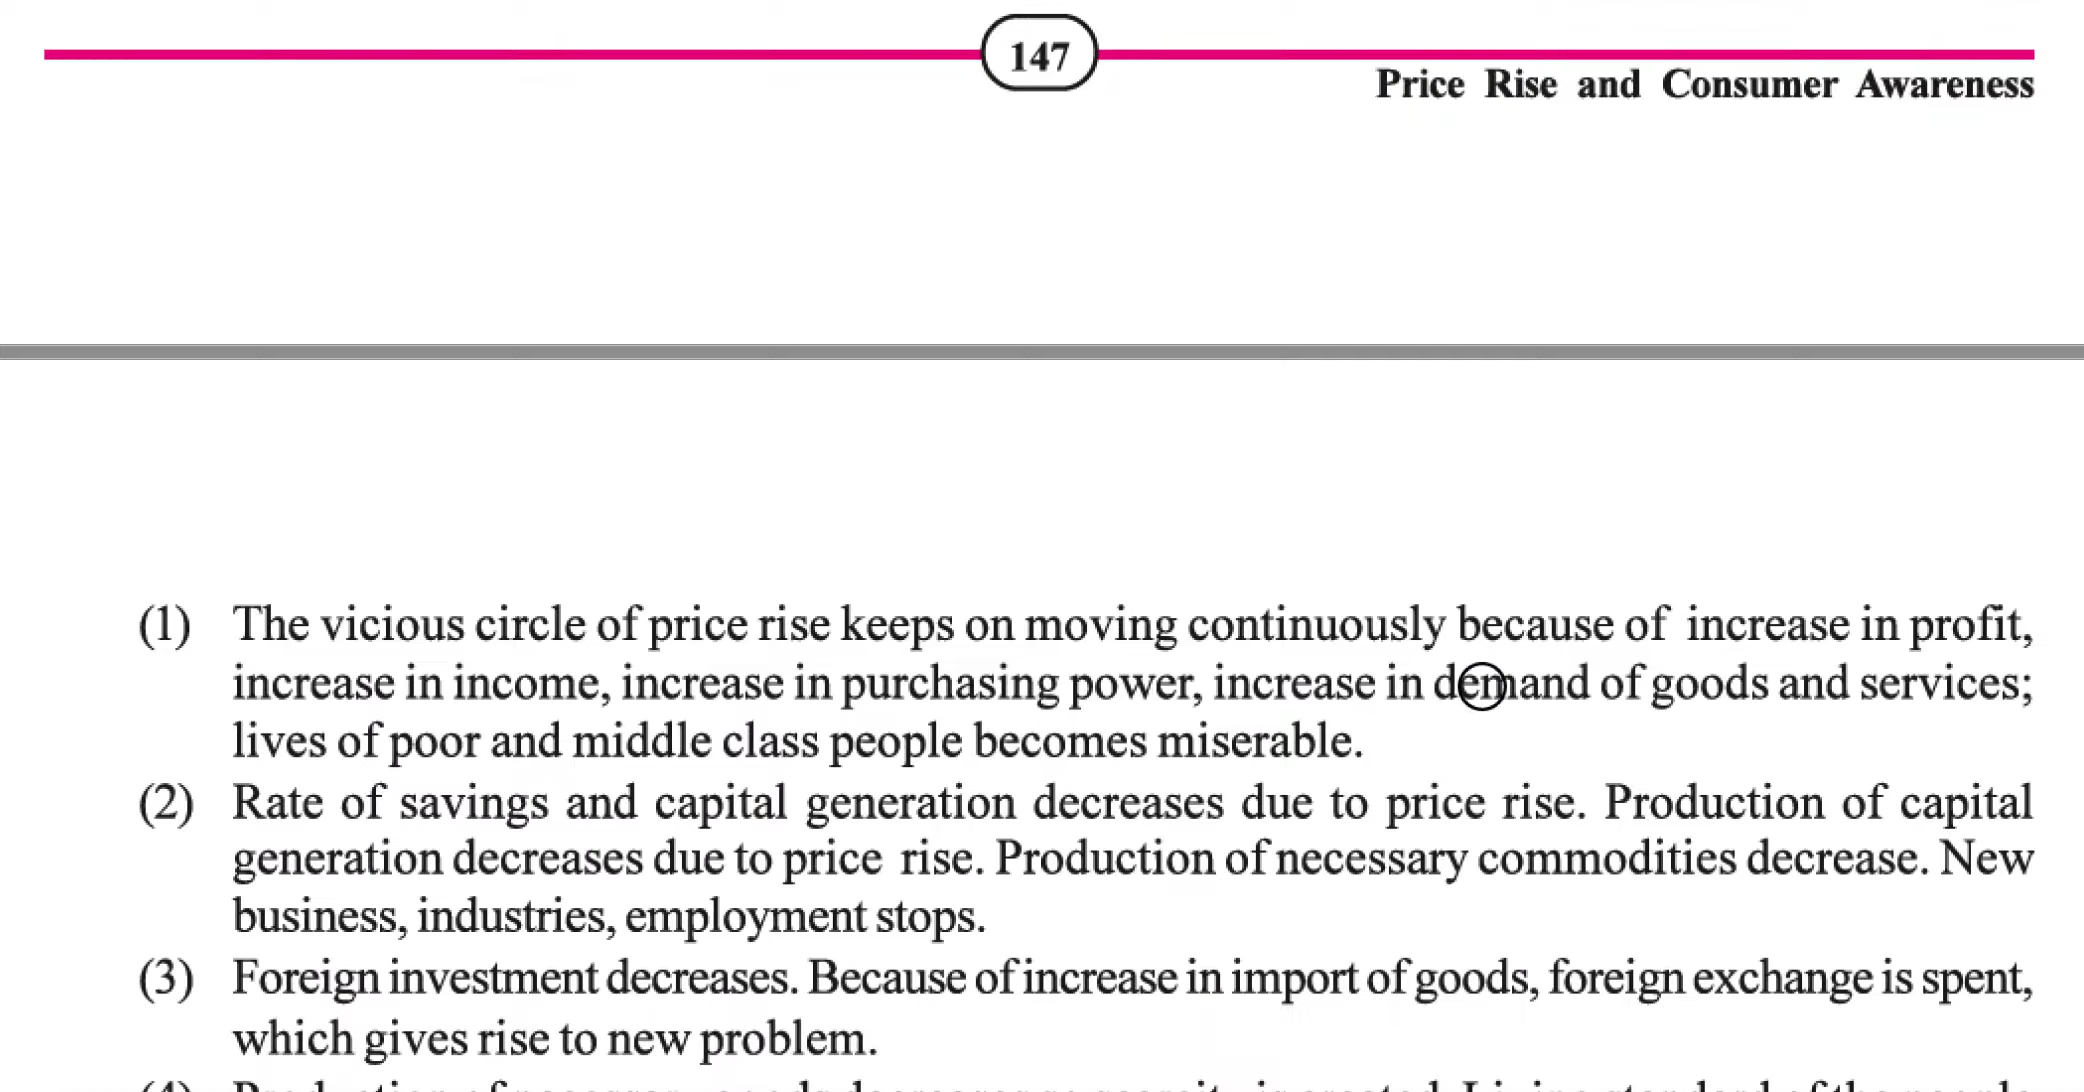 147
Price Rise and Consumer Awareness
(1) The vicious circle of price rise keeps on moving continuously because of increase in profit,
increase in income, increase in purchasing power, increase in demand of goods and services;
lives of poor and middle class people becomes miserable.
(2) Rate of savings and capital generation decreases due to price rise. Production of capital
generation decreases due to price rise. Production of necessary commodities decrease. New
business, industries, employment stops.
(3) Foreign investment decreases. Because of increase in import of goods, foreign exchange is spent,
which gives rise to new problem.